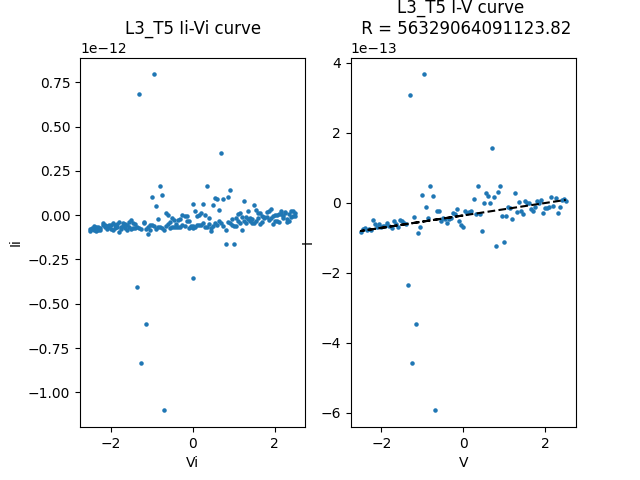 L3_T5 Ii-Vi curve
1e−12
0.75
0.50
0.25
0.00
−0.25
−0.50
−0.75
−1.00
Ii
−2
0
2
Vi
L3_T5 I-V curve
R = 56329064091123.82
1e−13
4
2
0
−2
−4
−6
I
−2
0
2
V